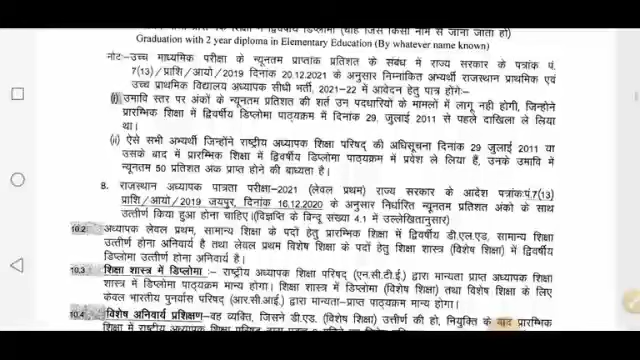 द्विवर्षीय डिप्लोमा (चाहे जिस किसी नाम से जाना जाता हो)
Graduation with 2 year diploma in Elementary Education (By whatever name known)
नोटः- उच्च माध्यमिक परीक्षा के न्यूनतम प्राप्तांक प्रतिशत के संबंध में राज्य सरकार के पत्रांक पं.
7(13)/प्राशि/आयो/2019 दिनांक 20.12.2021 के अनुसार निम्नांकित अभ्यर्थी राजस्थान प्राथमिक एवं
उच्च प्राथमिक विद्यालय अध्यापक सीधी भर्ती, 2021-22 में आवेदन हेतु पात्र होंगेः-
(i) उमावि स्तर पर अंकों के न्यूनतम प्रतिशत की शर्त उन पदधारियों के मामलों में लागू नही होगी, जिन्होने
प्रारम्भिक शिक्षा में द्विवर्षीय डिप्लोमा पाठ्यक्रम में दिनांक 29, जुलाई 2011 से पहले दाखिला ले लिया
था।
(ii) ऐसे सभी अभ्यर्थी जिन्होंने राष्ट्रीय अध्यापक शिक्षा परिषद की अधिसूचना दिनांक 29 जुलाई 2011 या
उसके बाद में प्रारम्भिक शिक्षा में द्विवर्षीय डिप्लोमा पाठ्यक्रम में प्रवेश ले लिया हैं, उनके उमावि में
न्यूनतम 50 प्रतिशत अंक प्राप्त होने की बाध्यता है।
8. राजस्थान अध्यापक पात्रता परीक्षा-2021 (लेवल प्रथम) राज्य सरकार के आदेश पत्रांकः प.7(13)
प्राशि/आयो/2019 जयपुर, दिनांक 16.12.2020 के अनुसार निर्धारित न्यूनतम प्रतिशत अंको के साथ
उत्तीर्ण किया हुआ होना चाहिए। (विज्ञप्ति के बिन्दू संख्या 4.1 में उल्लेखितानुसार)
10.2 अध्यापक लेवल प्रथम, सामान्य शिक्षा के पदों हेतु प्रारम्भिक शिक्षा में द्विवर्षीय डी.एल.एड, सामान्य शिक्षा
उत्तीर्ण होना अनिवार्य है तथा लेवल प्रथम विशेष शिक्षा के पदों हेतु शिक्षा शास्त्र (विशेष शिक्षा) में द्विवर्षीय
डिप्लोमा उत्तीर्ण होना अनिवार्य है।
10.3 शिक्षा शास्त्र में डिप्लोमा :- राष्ट्रीय अध्यापक शिक्षा परिषद् (एन.सी.टी.ई.) द्वारा मान्यता प्राप्त अध्यापक शिक्षा
शास्त्र में डिप्लोमा पाठ्यक्रम मान्य होगा। शिक्षा शास्त्र में डिप्लोमा (विशेष शिक्षा) तथा विशेष शिक्षा के लिए
केवल भारतीय पुनर्वास परिषद् (आर.सी.आई.) द्वारा मान्यता-प्राप्त पाठ्यक्रम मान्य होगा।
10.4 विशेष अनिवार्य प्रशिक्षण- वह व्यक्ति, जिसने डी.एड. (विशेष शिक्षा) उत्तीर्ण की हो, नियुक्ति के बाद प्रारम्भिक
शिक्षा में राष्ट्रीय अध्यापक शिक्षा परिषद